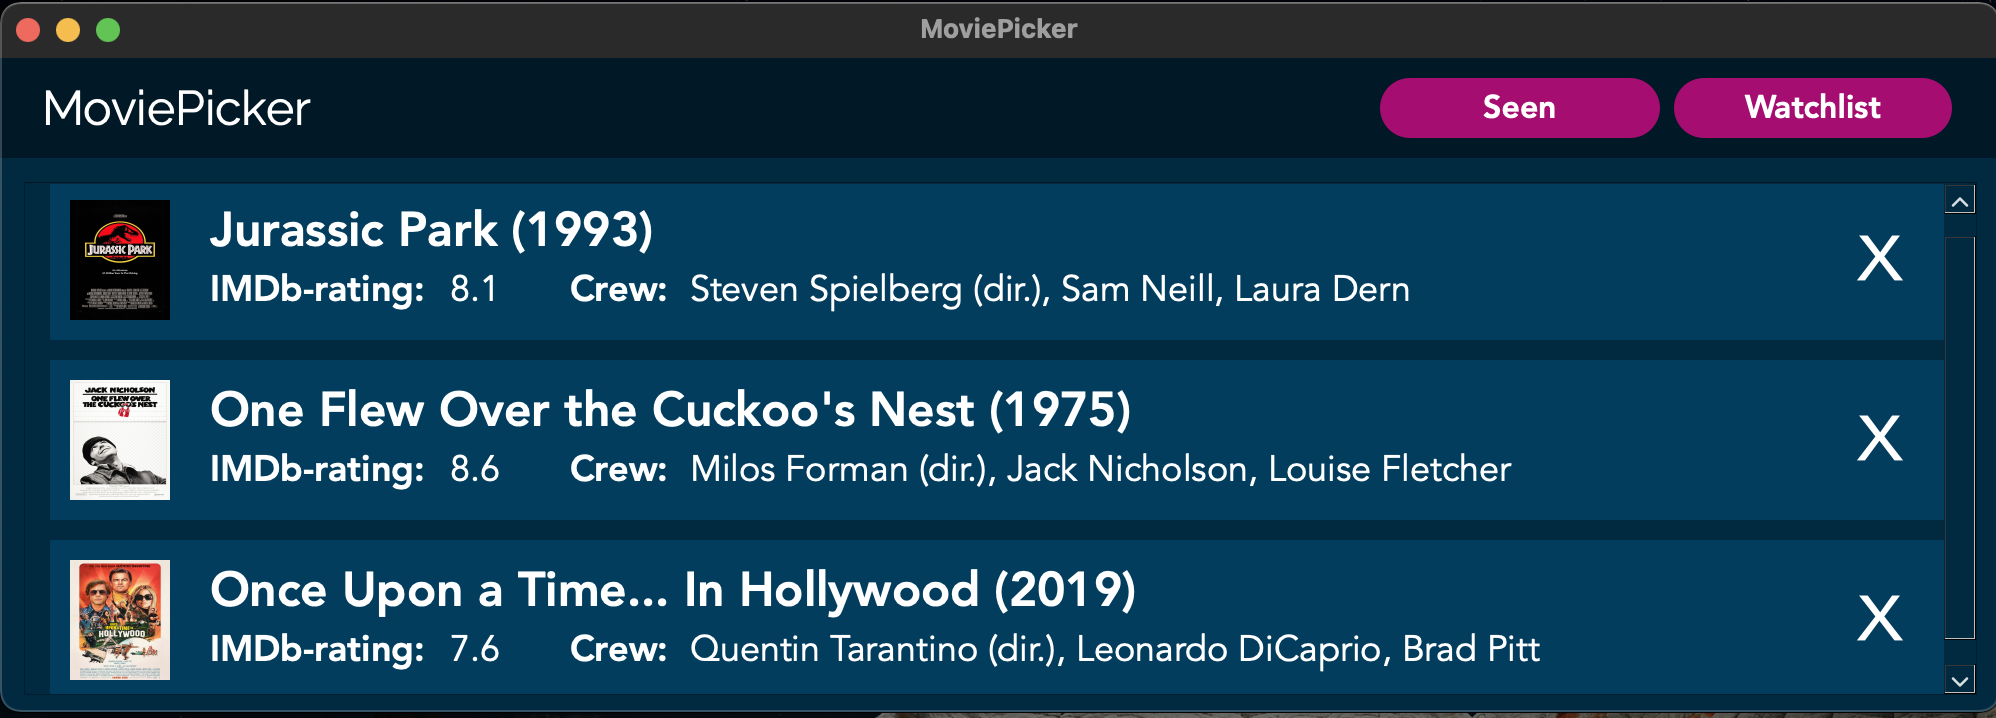 MoviePicker
MoviePicker
Seen
Watchlist
JURASSIC PARK
Jurassic Park (1993)
X
IMDb-rating: 8.1 Crew: Steven Spielberg (dir.), Sam Neill, Laura Dern
JACK NICHOLSON
ONE FLEW OVER
THE CUCKOO'S NEST
One Flew Over the Cuckoo's Nest (1975)
X
IMDb-rating: 8.6 Crew: Milos Forman (dir.), Jack Nicholson, Louise Fletcher
HOLLYWOOD
Once Upon a Time... In Hollywood (2019)
X
IMDb-rating: 7.6 Crew: Quentin Tarantino (dir.), Leonardo DiCaprio, Brad Pitt